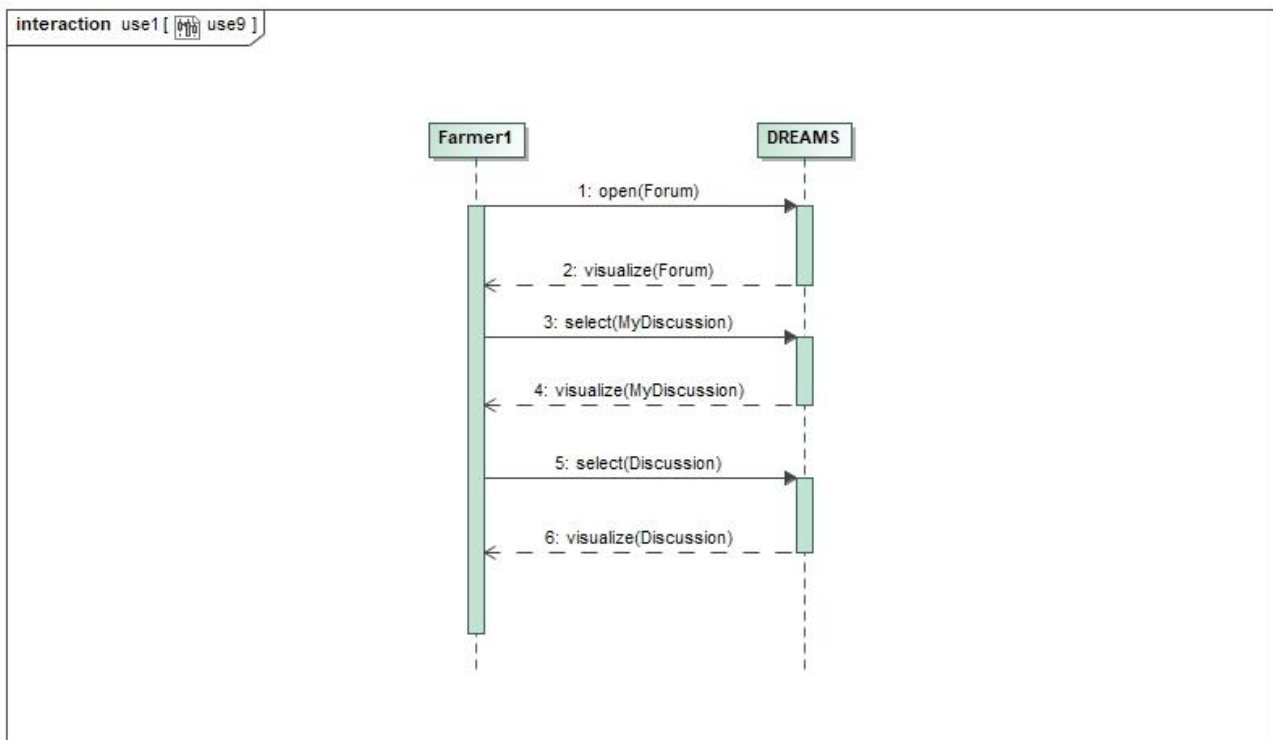 interaction use1 [ use9 ]
Farmer1
DREAMS
1: open(Forum)
2: visualize(Forum)
3: select(MyDiscussion)
4: visualize(MyDiscussion)
5: select(Discussion)
6: visualize(Discussion)